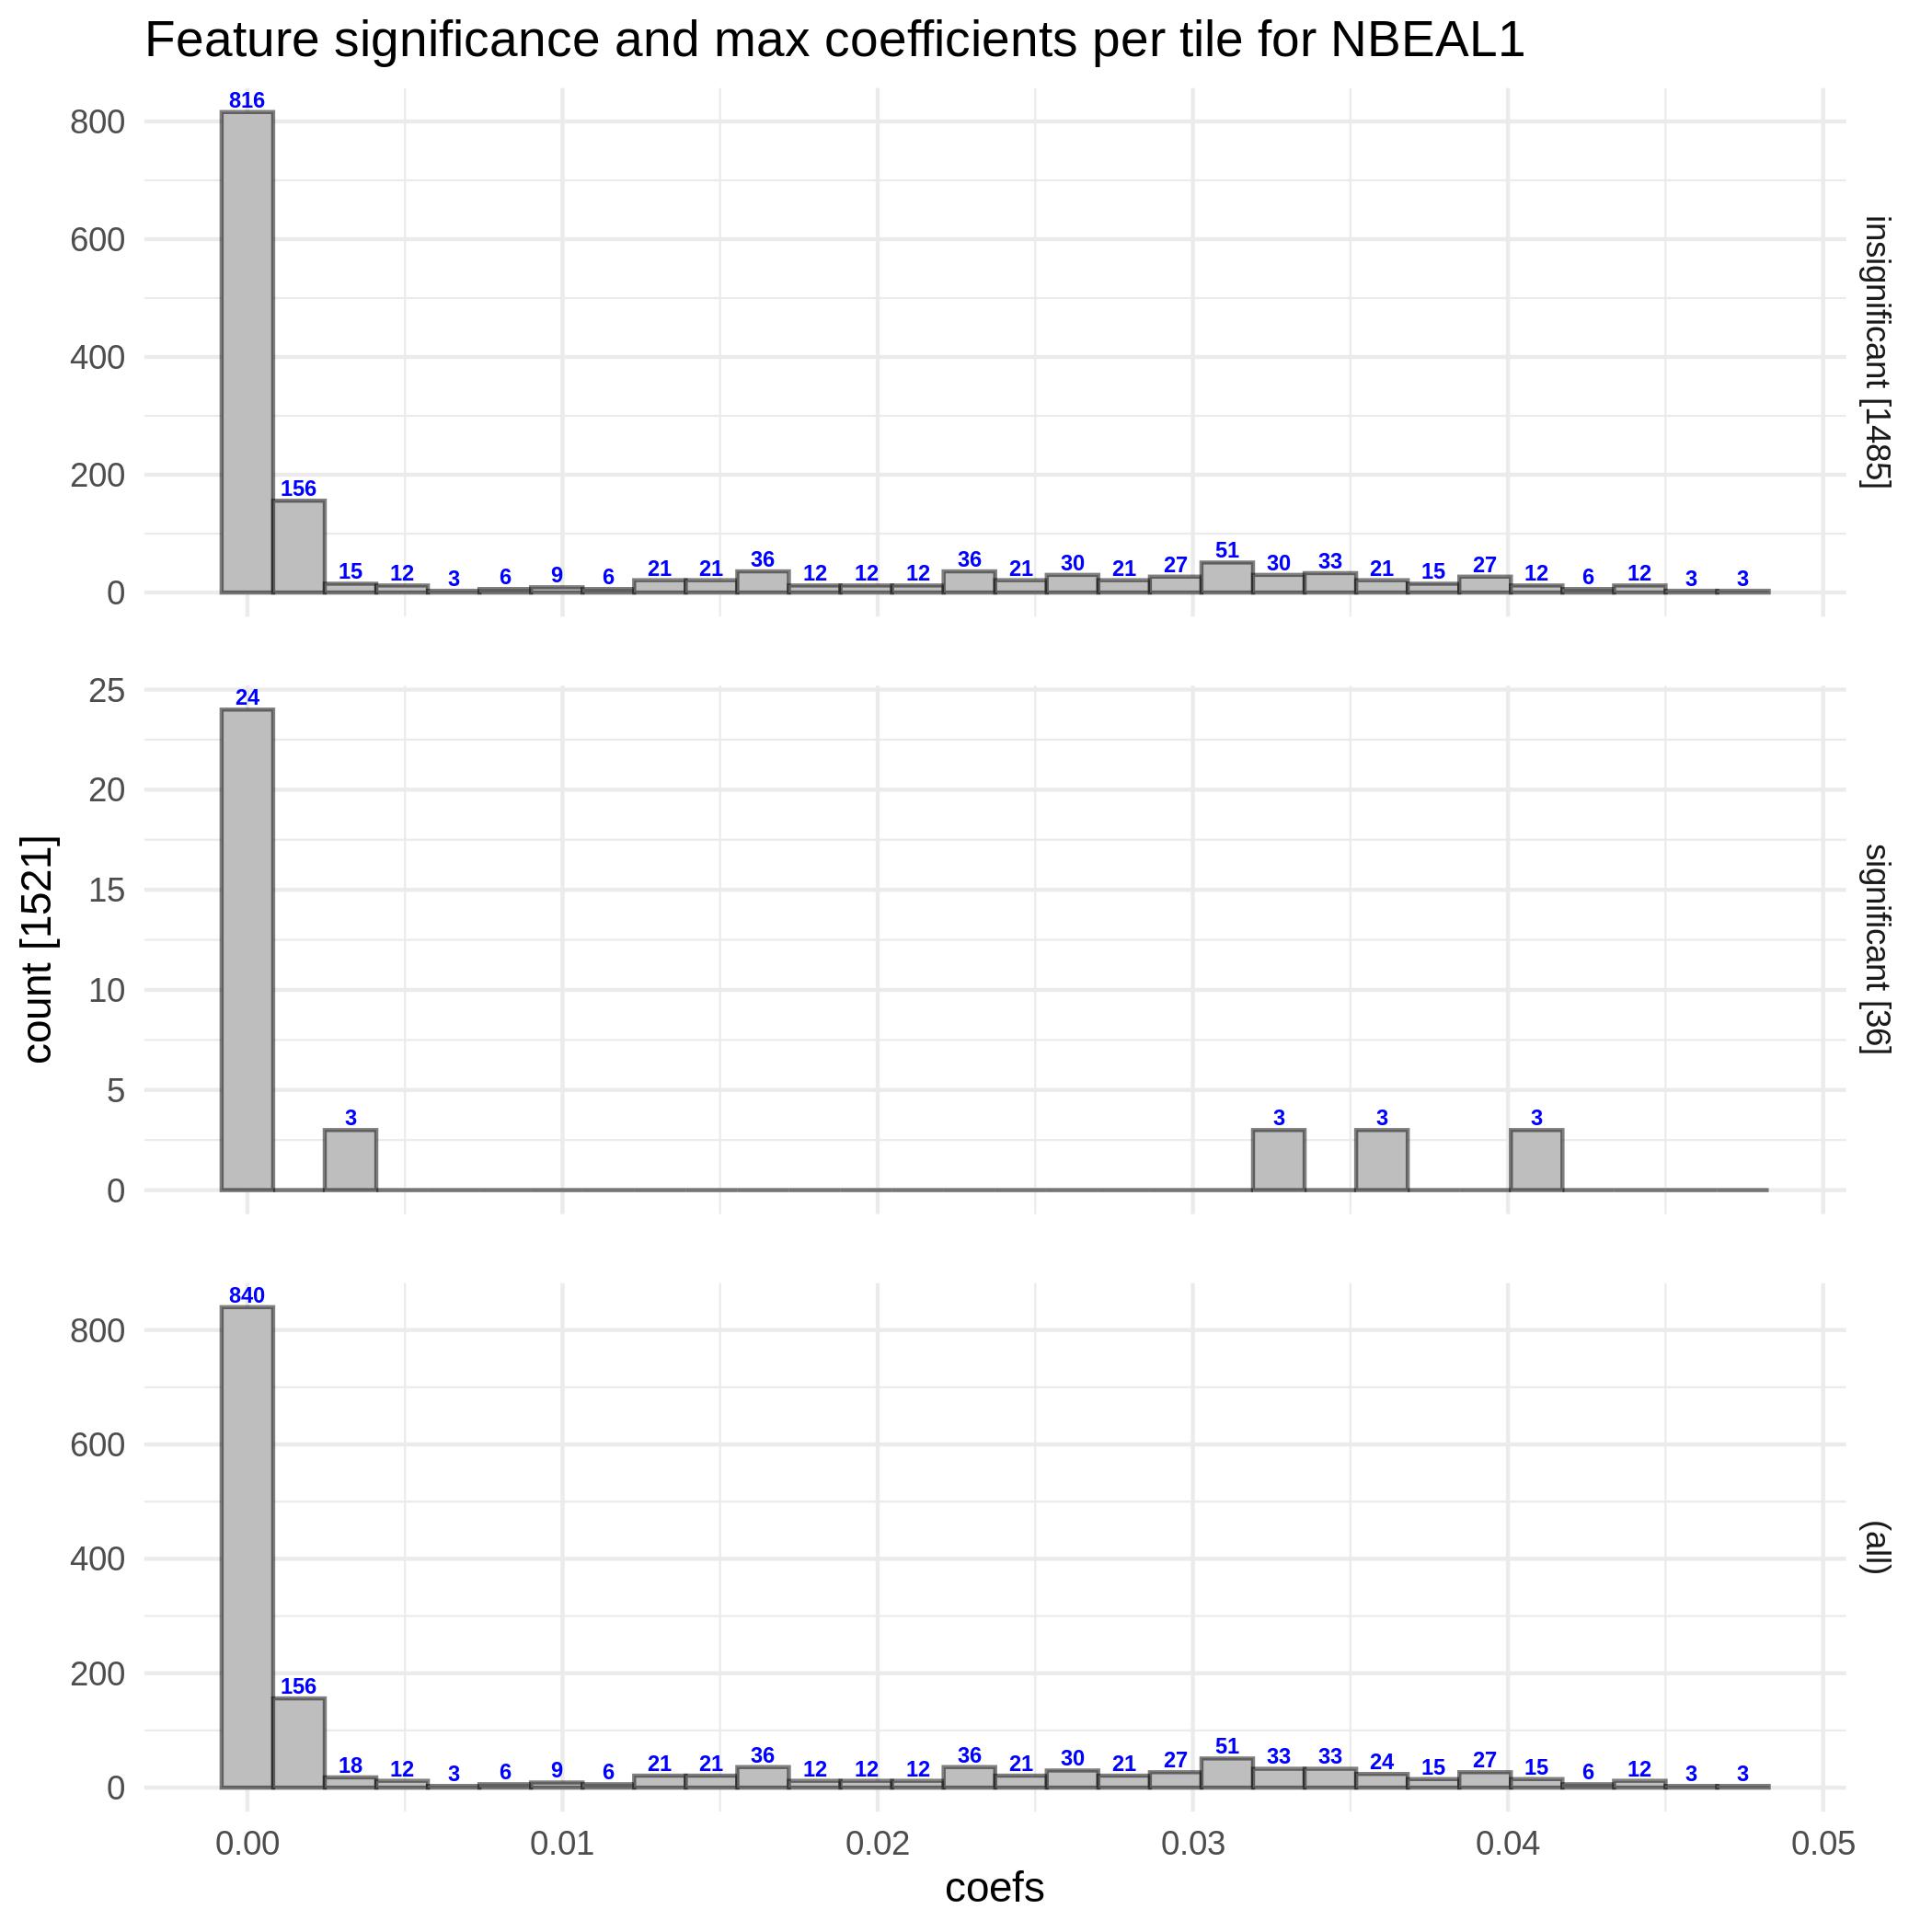 Feature significance and max coefficients per tile for NBEAL1
816
800
600
400
200
0
156 15 12 3 6 9 6 21 21 36 12 12 12 36 21 30 21 27 51 30 33 21 15 27 12 6 12 3 3
insignificant [1485]
count [1521]
25
20
15
10
5
0
24 3 3 3 3
significant [36]
840
800
600
400
200
0
156 18 12 3 6 9 6 21 21 36 12 12 12 36 21 30 21 27 51 33 33 24 15 27 15 6 12 3 3
(all)
0.00 0.01 0.02 0.03 0.04 0.05
coefs